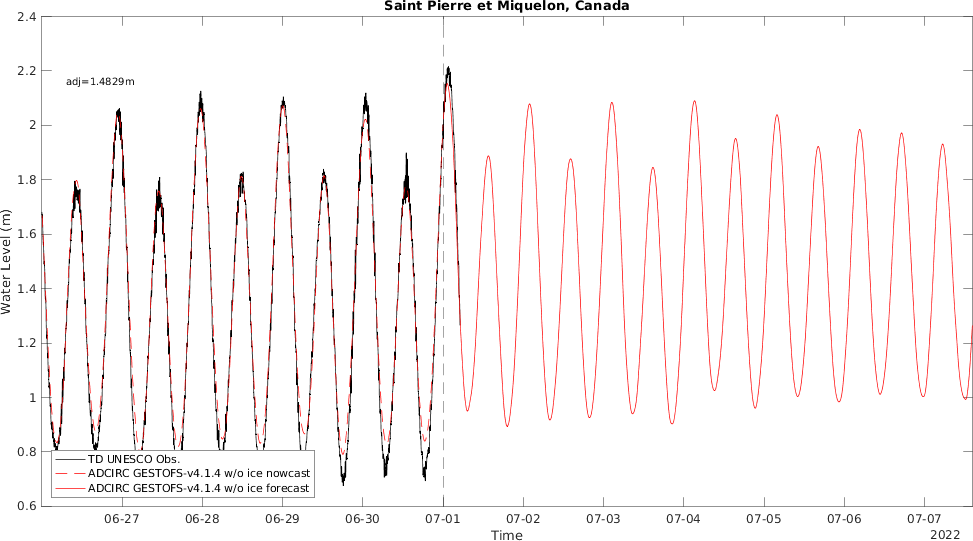 Saint Pierre et Miquelon, Canada
2.4
2.2
2
1.8
1.6
1.4
1.2
1
0.8
0.6
Water Level (m)
adj=1.4829m
TD UNESCO Obs.
ADCIRC GESTOFS-v4.1.4 w/o ice nowcast
ADCIRC GESTOFS-v4.1.4 w/o ice forecast
06-27 06-28 06-29 06-30 07-01 07-02 07-03 07-04 07-05 07-06 07-07
Time
2022